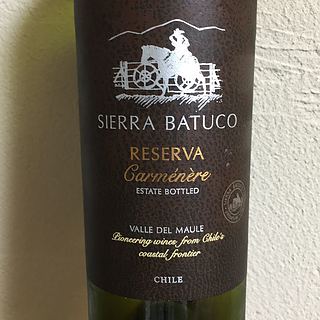 SIERRA BATUCO
RESERVA
Carménère
ESTATE BOTTLED
VALLE DEL MAULE
Pioneering wines from Chile's
coastal frontier
CHILE